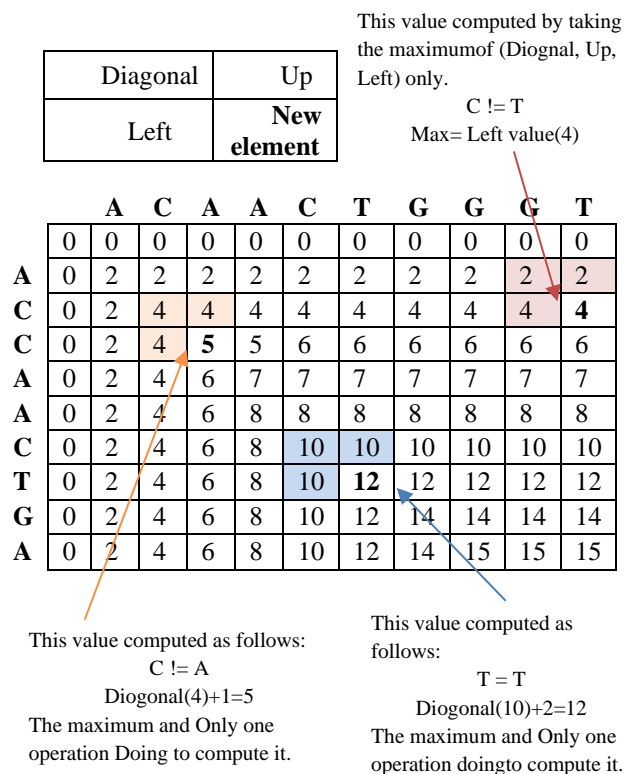 This value computed by taking
the maximumof (Diognal, Up,
Left) only.
C != T
Max= Left value(4)
Diagonal Up
Left New
element
A C A A C T G G G T
0 0 0 0 0 0 0 0 0 0 0
A 0 2 2 2 2 2 2 2 2 2 2
C 0 2 4 4 4 4 4 4 4 4 4
C 0 2 4 5 5 6 6 6 6 6 6
A 0 2 4 6 7 7 7 7 7 7 7
A 0 2 4 6 8 8 8 8 8 8 8
C 0 2 4 6 8 10 10 10 10 10 10
T 0 2 4 6 8 10 12 12 12 12 12
G 0 2 4 6 8 10 12 14 14 14 14
A 0 2 4 6 8 10 12 14 15 15 15
This value computed as follows:
C != A
Diogonal(4)+1=5
The maximum and Only one
operation Doing to compute it.
This value computed as
follows:
T = T
Diogonal(10)+2=12
The maximum and Only one
operation doingto compute it.